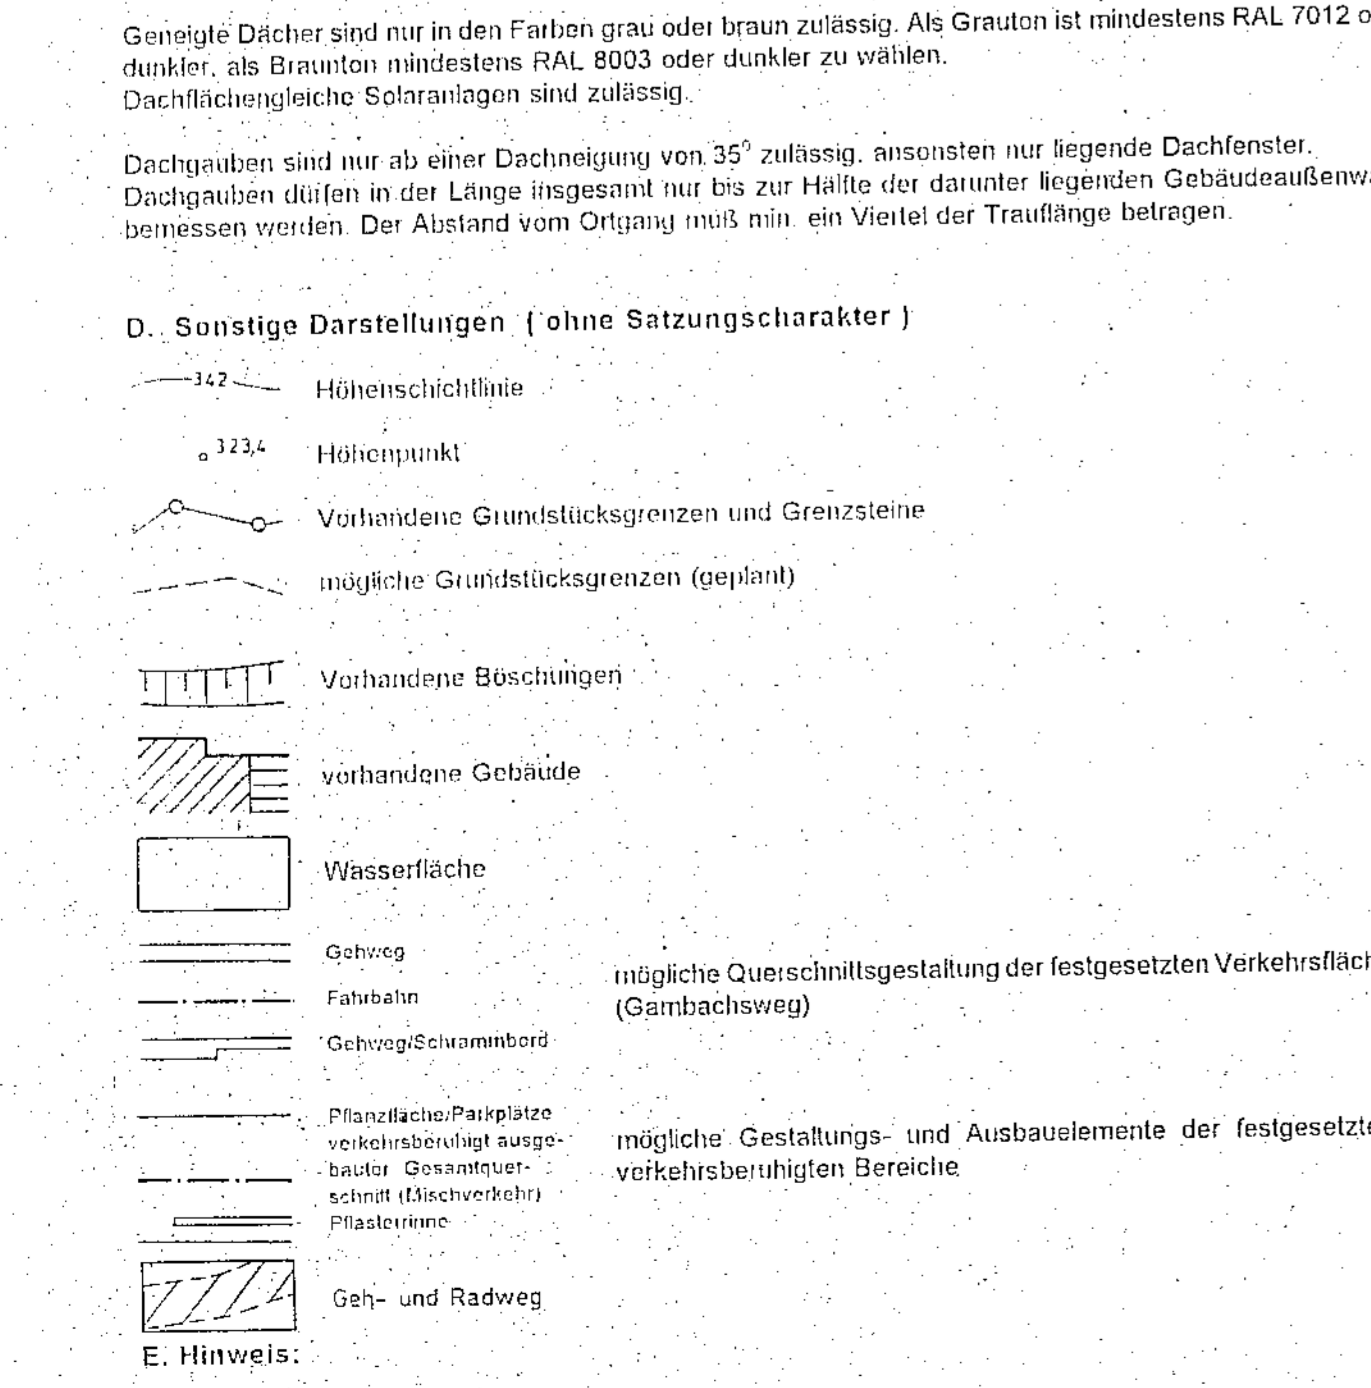 Geneigte Dächer sind nur in den Farben grau oder braun zulässig. Als Grauton ist mindestens RAL 7012 o
dunkler, als Braunton mindestens RAL 8003 oder dunkler zu wählen.
Dachflächengleiche Solaranlagen sind zulässig.
Dachgauben sind nur ab einer Dachneigung von 35° zulässig, ansonsten nur liegende Dachfenster.
Dachgauben dürfen in der Länge insgesamt nur bis zur Hälfte der darunter liegenden Gebäudeaußenwa
bemessen werden. Der Abstand vom Ortgang muß min. ein Viertel der Trauflänge betragen.
D. Sonstige Darstellungen ( ohne Satzungscharakter )
342 Höhenschichtlinie
323,4 Höhenpunkt
Vorhandene Grundstücksgrenzen und Grenzsteine
mögliche Grundstücksgrenzen (geplant)
Vorhandene Böschungen
vorhandene Gebäude
Wasserfläche
Gehweg
mögliche Querschnittsgestaltung der festgesetzten Verkehrsfläch
Fahrbahn
(Gambachsweg)
Gehweg/Schrammbord
Pflanzfläche/Parkplätze
verkehrsberuhigt ausge-
bauter Gesamtquer-
schnitt (Mischverkehr)
Pflasterrinne
mögliche Gestaltungs- und Ausbauelemente der festgesetzte
verkehrsberuhigten Bereiche
Geh- und Radweg
E. Hinweis: